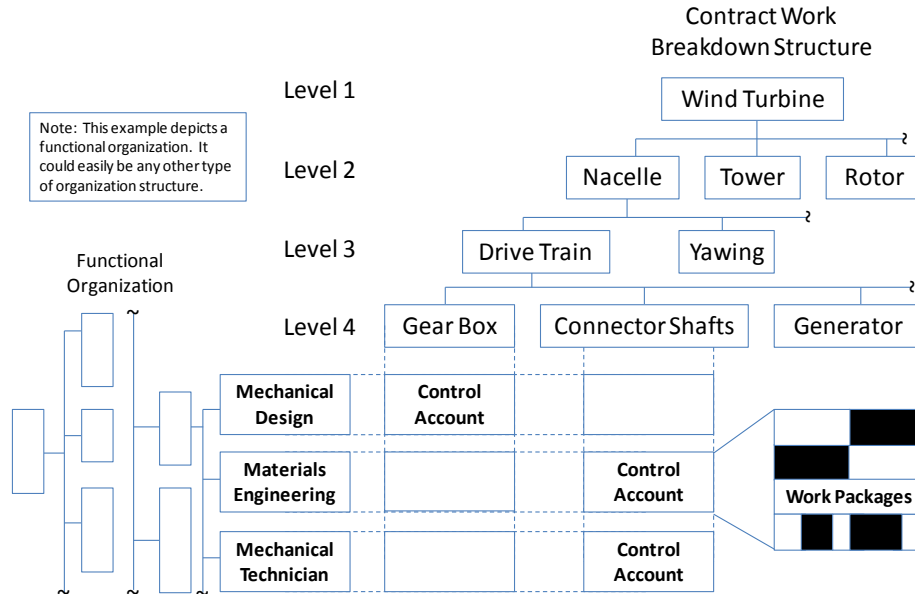 Contract Work
Breakdown Structure
Level 1
Wind Turbine
Note: This example depicts a
functional organization. It
could easily be any other type
of organization structure.
Level 2
Nacelle
Tower
Rotor
Level 3
Drive Train
Yawing
Functional
Organization
Level 4
Gear Box
Connector Shafts
Generator
Mechanical
Design
Control
Account
Materials
Engineering
Control
Account
Work Packages
Mechanical
Technician
Control
Account